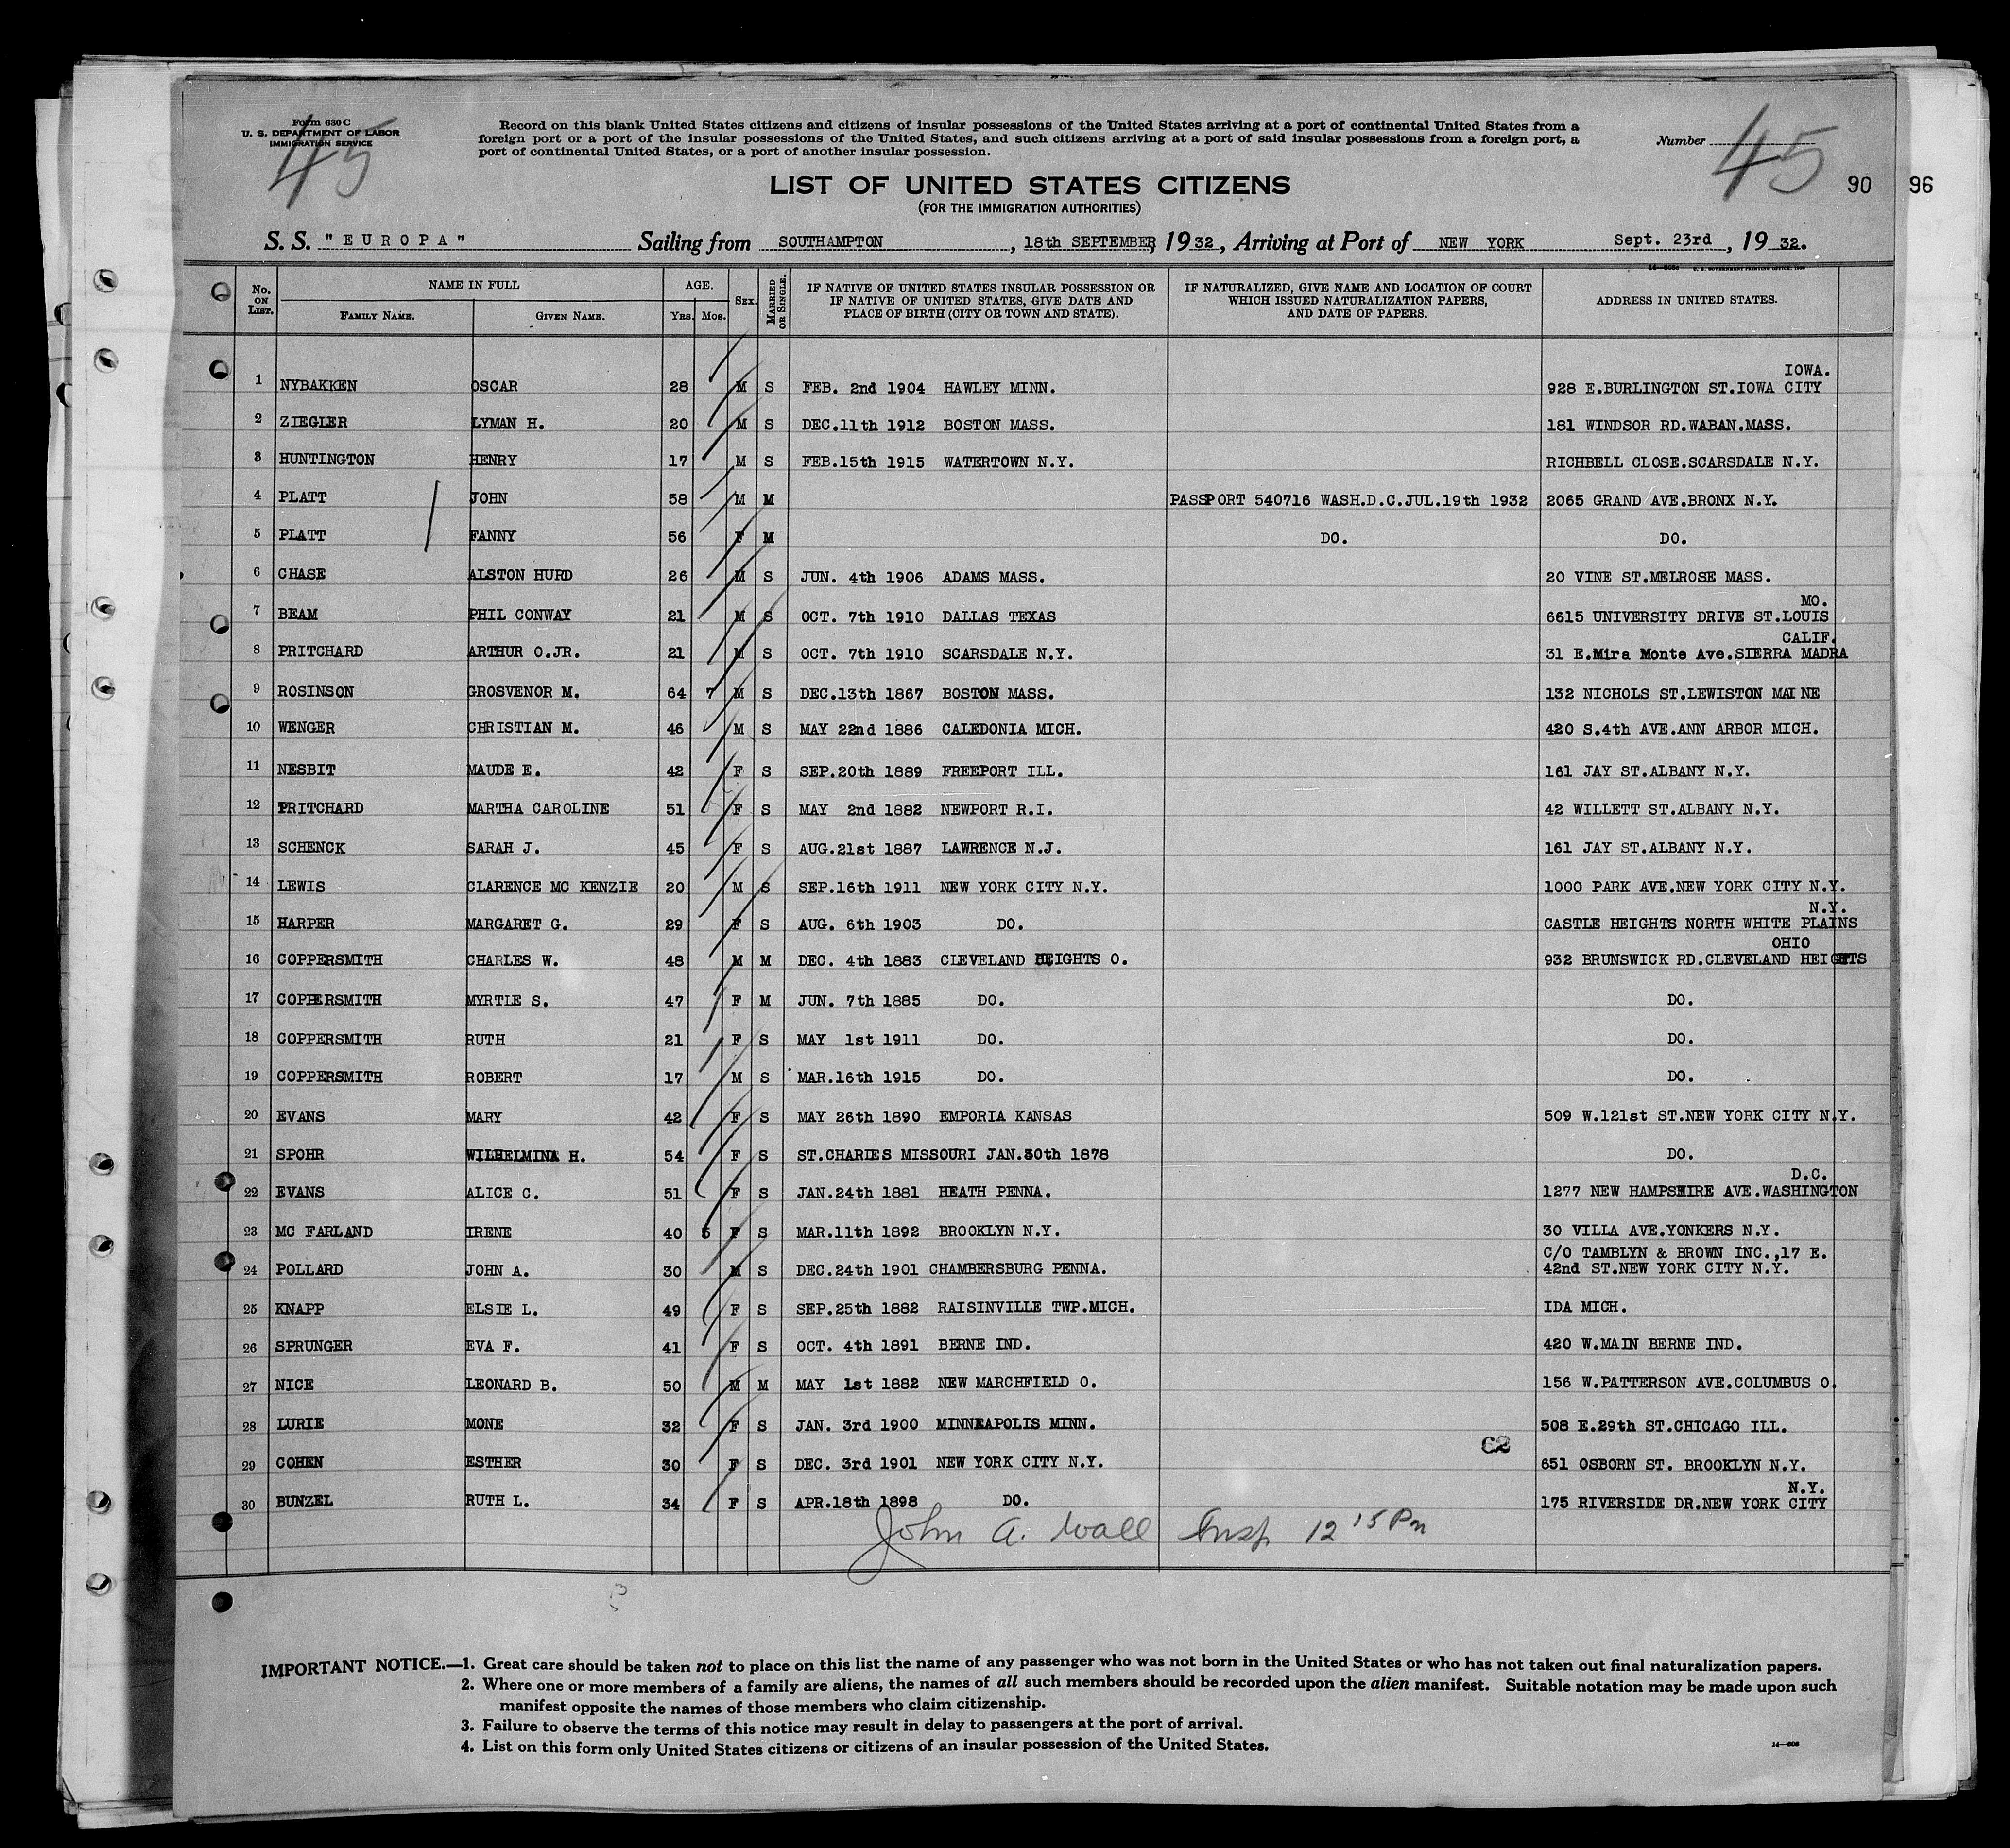 Form 630 C
U. S. DEPARTMENT OF LABOR
IMMIGRATION SERVICE
45
Record on this blank United States citizens and citizens of insular possessions of the United States arriving at a port of continental United States from a
foreign port or a port of the insular possessions of the United States, and such citizens arriving at a port of said insular possessions from a foreign port, a
port of continental United States, or a port of another insular possession.
Number 45
90 96
LIST OF UNITED STATES CITIZENS
(FOR THE IMMIGRATION AUTHORITIES)
S. S. "EUROPA" Sailing from SOUTHAMPTON, 18th SEPTEMBER, 1932, Arriving at Port of NEW YORK Sept. 23rd, 1932.
No. ON LIST. NAME IN FULL FAMILY NAME. GIVEN NAME. AGE. YRS. MOS. SEX. MARRIED OR SINGLE. IF NATIVE OF UNITED STATES INSULAR POSSESSION OR IF NATIVE OF UNITED STATES, GIVE DATE AND PLACE OF BIRTH (CITY OR TOWN AND STATE). IF NATURALIZED, GIVE NAME AND LOCATION OF COURT WHICH ISSUED NATURALIZATION PAPERS, AND DATE OF PAPERS. ADDRESS IN UNITED STATES.
IOWA.
1 NYBAKKEN OSCAR 28 M S FEB. 2nd 1904 HAWLEY MINN. 928 E.BURLINGTON ST.IOWA CITY
2 ZIEGLER LYMAN H. 20 M S DEC.11th 1912 BOSTON MASS. 181 WINDSOR RD.WABAN.MASS.
3 HUNTINGTON HENRY 17 M S FEB.15th 1915 WATERTOWN N.Y. RICHBELL CLOSE.SCARSDALE N.Y.
4 PLATT JOHN 58 M M PASSPORT 540716 WASH.D.C.JUL.19th 1932 2065 GRAND AVE.BRONX N.Y.
5 PLATT FANNY 56 F M DO. DO.
6 CHASE ALSTON HURD 26 M S JUN. 4th 1906 ADAMS MASS. 20 VINE ST.MELROSE MASS.
MO.
7 BEAM PHIL CONWAY 21 M S OCT. 7th 1910 DALLAS TEXAS 6615 UNIVERSITY DRIVE ST.LOUIS
CALIF.
8 PRITCHARD ARTHUR O.JR. 21 M S OCT. 7th 1910 SCARSDALE N.Y. 31 E.Mira Monte Ave.SIERRA MADRA
9 ROSINSON GROSVENOR M. 64 7 M S DEC.13th 1867 BOSTON MASS. 132 NICHOLS ST.LEWISTON MAINE
10 WENGER CHRISTIAN M. 46 M S MAY 22nd 1886 CALEDONIA MICH. 420 S.4th AVE.ANN ARBOR MICH.
11 NESBIT MAUDE E. 42 F S SEP.20th 1889 FREEPORT ILL. 161 JAY ST.ALBANY N.Y.
12 PRITCHARD MARTHA CAROLINE 51 F S MAY 2nd 1882 NEWPORT R.I. 42 WILLETT ST.ALBANY N.Y.
13 SCHENCK SARAH J. 45 F S AUG.21st 1887 LAWRENCE N.J. 161 JAY ST.ALBANY N.Y.
14 LEWIS CLARENCE MC KENZIE 20 M S SEP.16th 1911 NEW YORK CITY N.Y. 1000 PARK AVE.NEW YORK CITY N.Y.
N.Y.
15 HARPER MARGARET G. 29 F S AUG. 6th 1903 DO. CASTLE HEIGHTS NORTH WHITE PLAINS
OHIO
16 COPPERSMITH CHARLES W. 48 M M DEC. 4th 1883 CLEVELAND HEIGHTS O. 932 BRUNSWICK RD.CLEVELAND HEIGHTS
17 COPPERSMITH MYRTLE S. 47 F M JUN. 7th 1885 DO. DO.
18 COPPERSMITH RUTH 21 F S MAY 1st 1911 DO. DO.
19 COPPERSMITH ROBERT 17 M S MAR.16th 1915 DO. DO.
20 EVANS MARY 42 F S MAY 26th 1890 EMPORIA KANSAS 509 W.121st ST.NEW YORK CITY N.Y.
21 SPOHR WILHELMINA H. 54 F S ST.CHARLES MISSOURI JAN.30th 1878 DO.
D.C.
22 EVANS ALICE C. 51 F S JAN.24th 1881 HEATH PENNA. 1277 NEW HAMPSHIRE AVE.WASHINGTON
23 MC FARLAND IRENE 40 5 F S MAR.11th 1892 BROOKLYN N.Y. 30 VILLA AVE.YONKERS N.Y.
C/O TAMBLYN & BROWN INC.,17 E.
24 POLLARD JOHN A. 30 M S DEC.24th 1901 CHAMBERSBURG PENNA. 42nd ST.NEW YORK CITY N.Y.
25 KNAPP ELSIE L. 49 F S SEP.25th 1882 RAISINVILLE TWP.MICH. IDA MICH.
26 SPRUNGER EVA F. 41 F S OCT. 4th 1891 BERNE IND. 420 W.MAIN BERNE IND.
27 NICE LEONARD B. 50 M M MAY 1st 1882 NEW MARCHFIELD O. 156 W.PATTERSON AVE.COLUMBUS O.
28 LURIE MONE 32 F S JAN. 3rd 1900 MINNEAPOLIS MINN. 508 E.29th ST.CHICAGO ILL.
62
29 COHEN ESTHER 30 F S DEC. 3rd 1901 NEW YORK CITY N.Y. 651 OSBORN ST. BROOKLYN N.Y.
N.Y.
30 BUNZEL RUTH L. 34 F S APR.18th 1898 DO. 175 RIVERSIDE DR.NEW YORK CITY
John A. Wall Insp 12 15 Pm
IMPORTANT NOTICE.—1. Great care should be taken not to place on this list the name of any passenger who was not born in the United States or who has not taken out final naturalization papers.
2. Where one or more members of a family are aliens, the names of all such members should be recorded upon the alien manifest. Suitable notation may be made upon such
manifest opposite the names of those members who claim citizenship.
3. Failure to observe the terms of this notice may result in delay to passengers at the port of arrival.
4. List on this form only United States citizens or citizens of an insular possession of the United States.
14—608